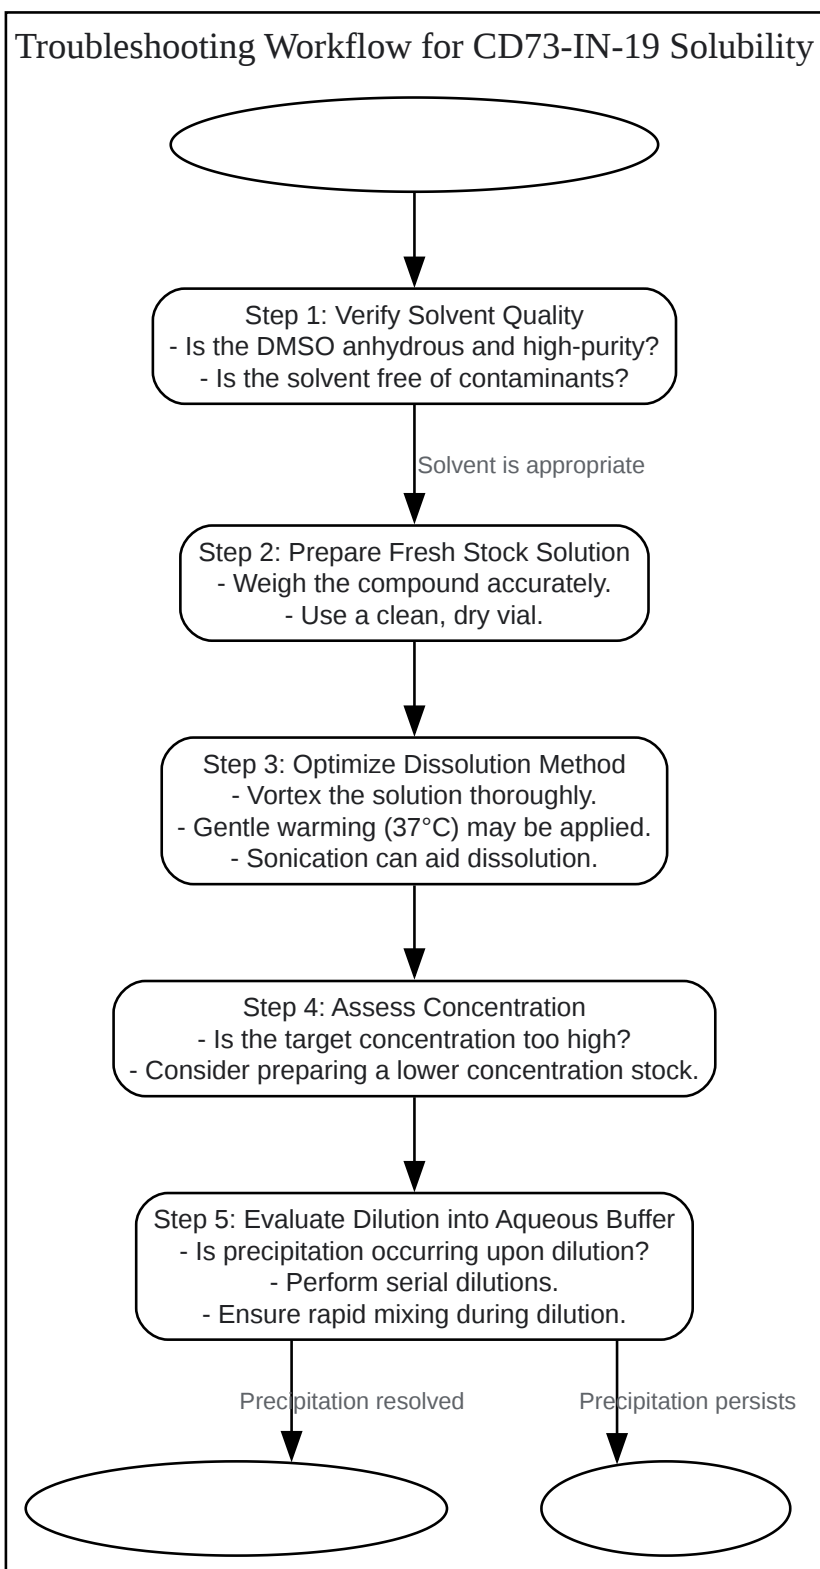 Troubleshooting Workflow for CD73-IN-19 Solubility
Step 1: Verify Solvent Quality
- Is the DMSO anhydrous and high-purity?
- Is the solvent free of contaminants?
Solvent is appropriate
Step 2: Prepare Fresh Stock Solution
- Weigh the compound accurately.
- Use a clean, dry vial.
Step 3: Optimize Dissolution Method
- Vortex the solution thoroughly.
- Gentle warming (37°C) may be applied.
- Sonication can aid dissolution.
Step 4: Assess Concentration
- Is the target concentration too high?
- Consider preparing a lower concentration stock.
Step 5: Evaluate Dilution into Aqueous Buffer
- Is precipitation occurring upon dilution?
- Perform serial dilutions.
- Ensure rapid mixing during dilution.
Precipitation resolved
Precipitation persists